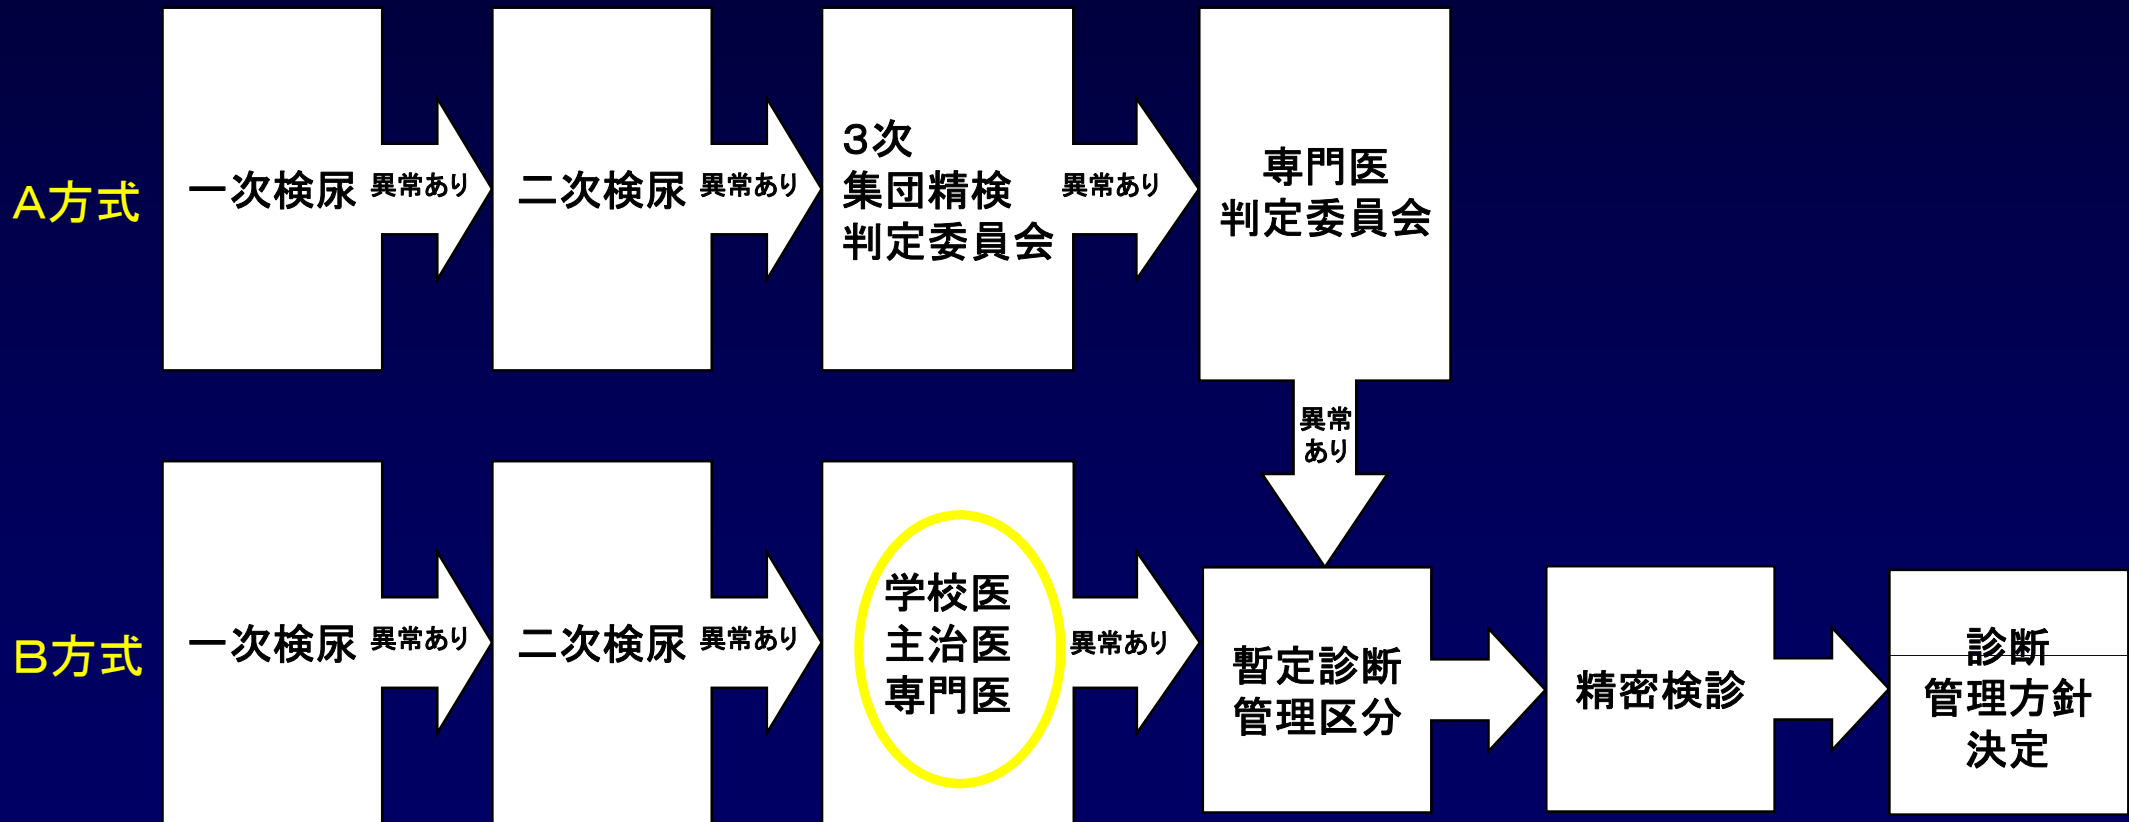 A方式
一次検尿
異常あり
二次検尿
異常あり
3次
集団精検
判定委員会
異常あり
専門医
判定委員会
異常
あり
B方式
一次検尿
異常あり
二次検尿
異常あり
学校医
主治医
専門医
異常あり
暫定診断
管理区分
精密検診
診断
管理方針
決定